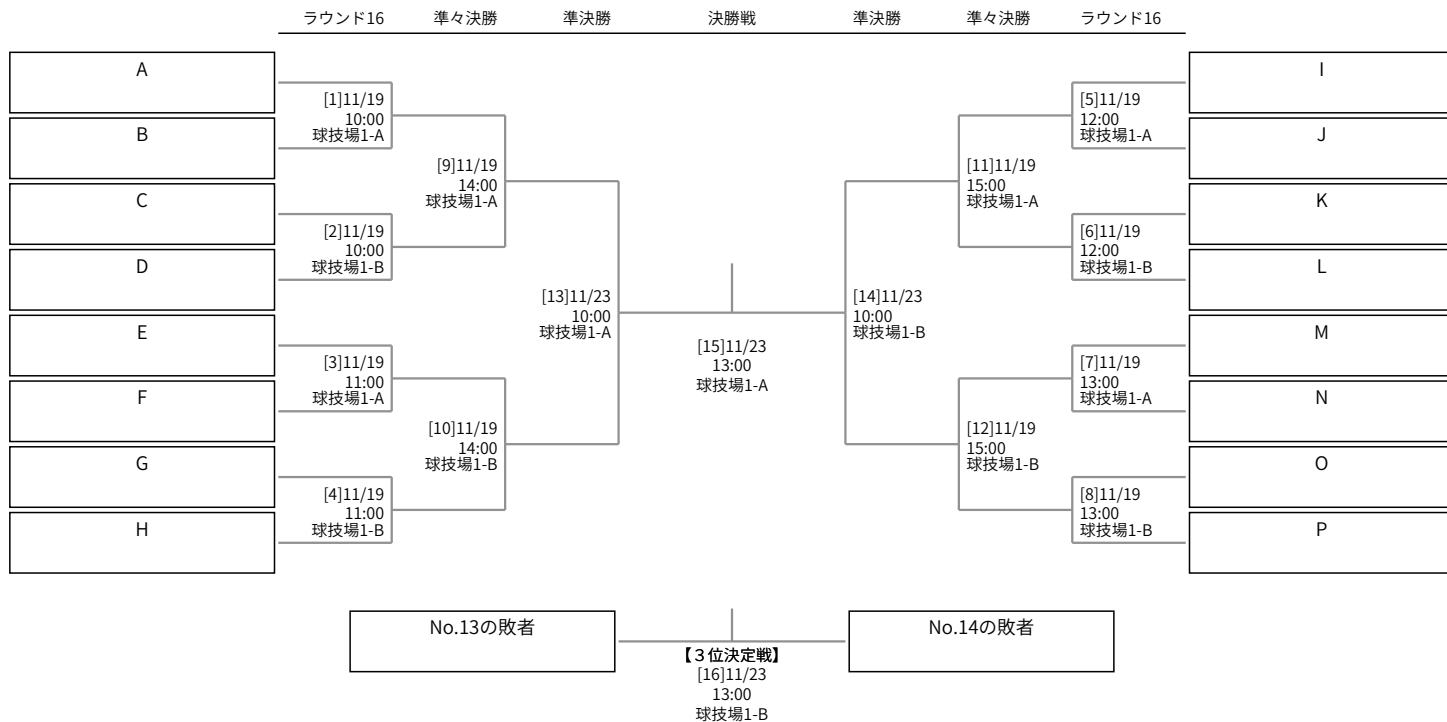 ラウンド16 準々決勝 準決勝 決勝戦 準決勝 準々決勝 ラウンド16
A
B
C
D
E
F
G
H
[1]11/19
10:00
球技場1-A
[2]11/19
10:00
球技場1-B
[3]11/19
11:00
球技場1-A
[4]11/19
11:00
球技場1-B
[9]11/19
14:00
球技場1-A
[10]11/19
14:00
球技場1-B
[13]11/23
10:00
球技場1-A
[15]11/23
13:00
球技場1-A
[14]11/23
10:00
球技場1-B
[11]11/19
15:00
球技場1-A
[12]11/19
15:00
球技場1-B
[5]11/19
12:00
球技場1-A
[6]11/19
12:00
球技場1-B
[7]11/19
13:00
球技場1-A
[8]11/19
13:00
球技場1-B
I
J
K
L
M
N
O
P
No.13の敗者
No.14の敗者
【３位決定戦】
[16]11/23
13:00
球技場1-B